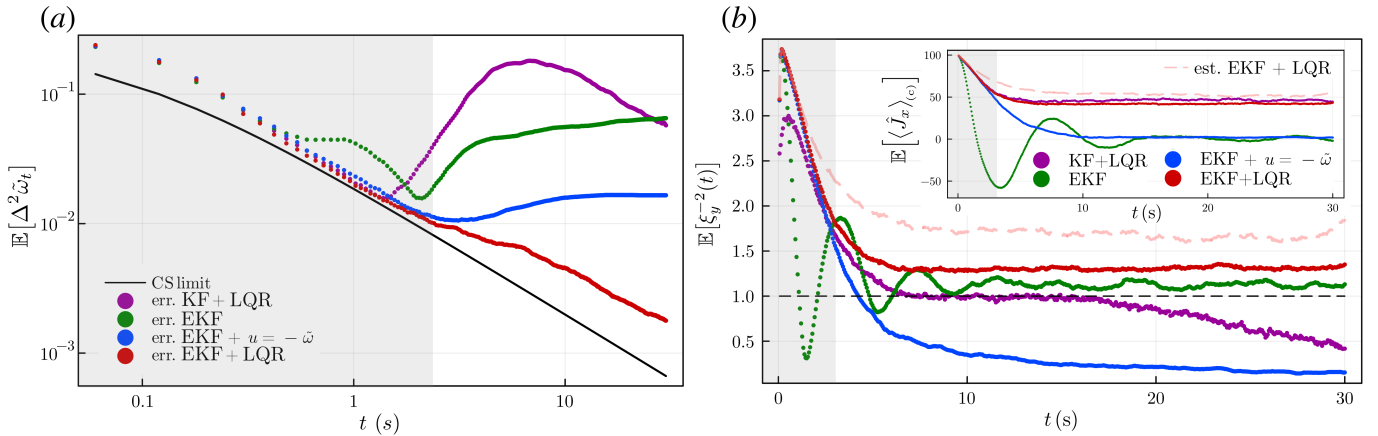 (a)
𝔼 [Δ²ω̃ₜ]
10⁻¹
10⁻²
10⁻³
CS limit
err. KF + LQR
err. EKF
err. EKF + u = − ω̃
err. EKF + LQR
0.1
1
10
t (s)
(b)
𝔼 [ξ_y⁻²(t)]
3.5
3.0
2.5
2.0
1.5
1.0
0.5
0
10
20
30
t (s)
𝔼 [⟨Ĵₓ⟩₍c₎]
100
50
0
−50
est. EKF + LQR
KF+LQR
EKF + u = − ω̃
EKF
EKF+LQR
0
10
20
30
t (s)